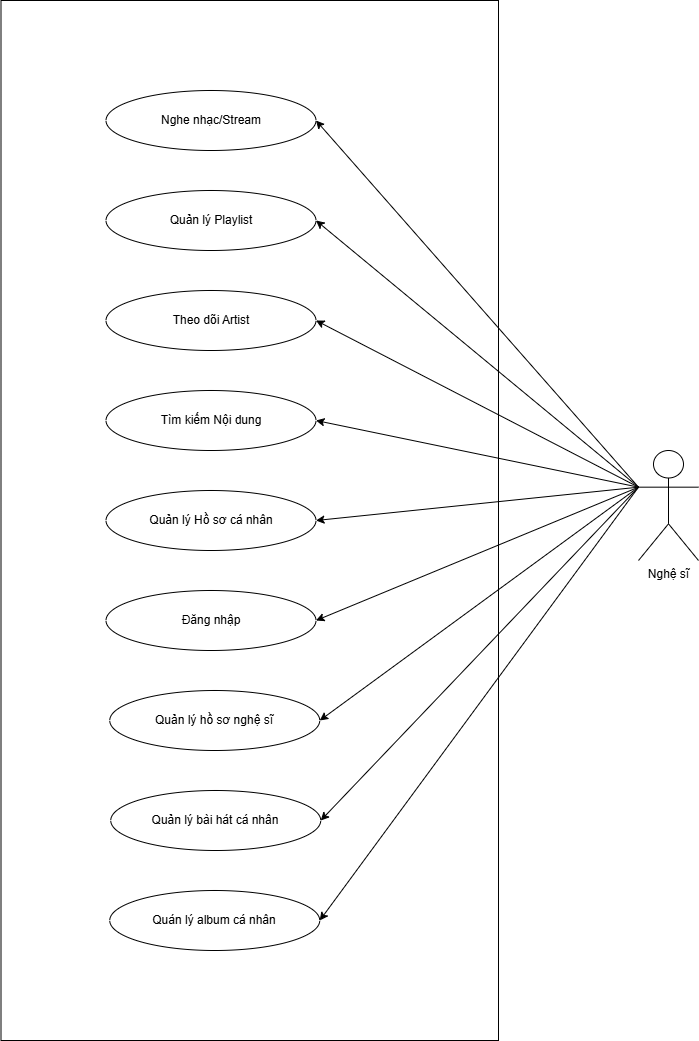 Nghe nhạc/Stream
Quản lý Playlist
Theo dõi Artist
Tìm kiếm Nội dung
Quản lý Hồ sơ cá nhân
Nghệ sĩ
Đăng nhập
Quản lý hồ sơ nghệ sĩ
Quản lý bài hát cá nhân
Quán lý album cá nhân